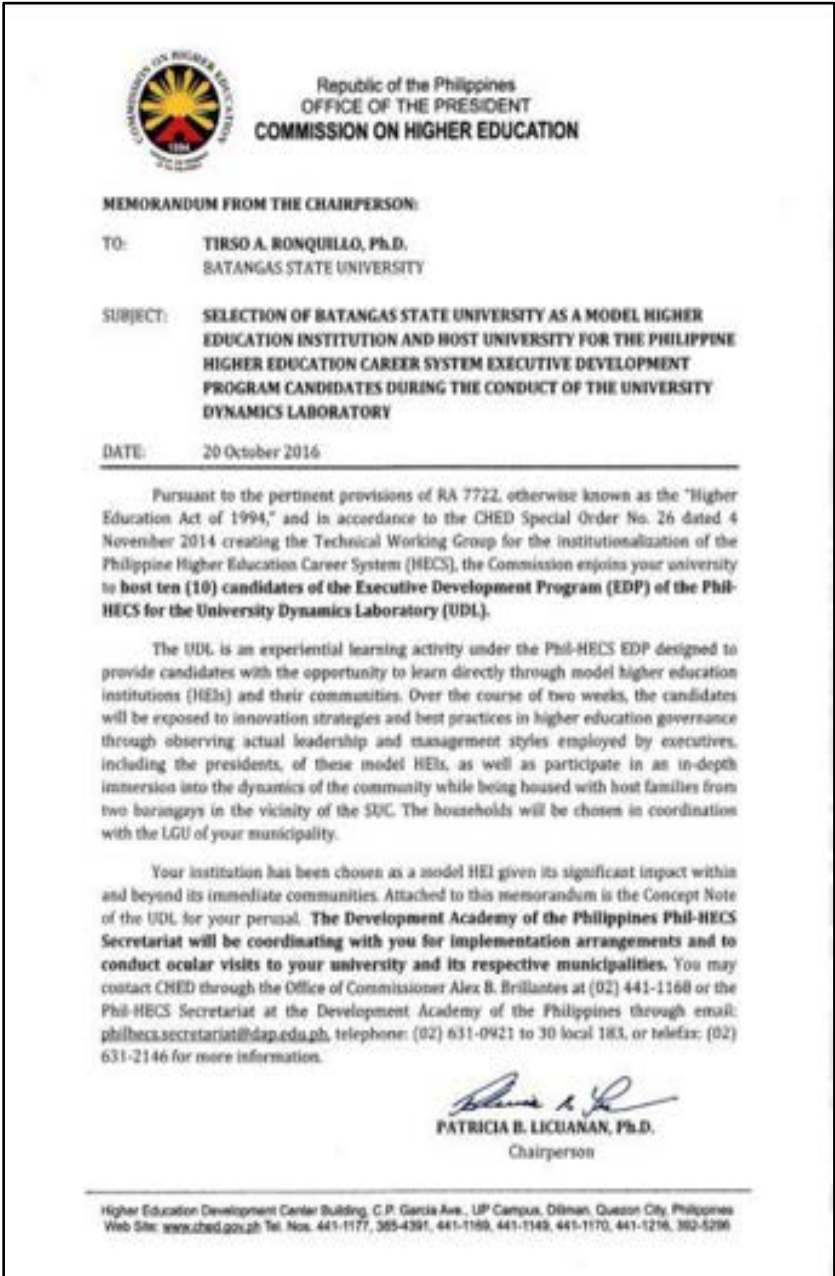 COMMISSION ON HIGHER EDUCATION
1994
Republic of the Philippines
OFFICE OF THE PRESIDENT
COMMISSION ON HIGHER EDUCATION
MEMORANDUM FROM THE CHAIRPERSON:
TO: TIRSO A. RONQUILLO, Ph.D.
BATANGAS STATE UNIVERSITY
SUBJECT: SELECTION OF BATANGAS STATE UNIVERSITY AS A MODEL HIGHER
EDUCATION INSTITUTION AND HOST UNIVERSITY FOR THE PHILIPPINE
HIGHER EDUCATION CAREER SYSTEM EXECUTIVE DEVELOPMENT
PROGRAM CANDIDATES DURING THE CONDUCT OF THE UNIVERSITY
DYNAMICS LABORATORY
DATE: 20 October 2016
Pursuant to the pertinent provisions of RA 7722, otherwise known as the "Higher
Education Act of 1994," and in accordance to the CHED Special Order No. 26 dated 4
November 2014 creating the Technical Working Group for the institutionalization of the
Philippine Higher Education Career System (HECS), the Commission enjoins your university
to host ten (10) candidates of the Executive Development Program (EDP) of the Phil-
HECS for the University Dynamics Laboratory (UDL).
The UDL is an experiential learning activity under the Phil-HECS EDP designed to
provide candidates with the opportunity to learn directly through model higher education
institutions (HEIs) and their communities. Over the course of two weeks, the candidates
will be exposed to innovation strategies and best practices in higher education governance
through observing actual leadership and management styles employed by executives,
including the presidents, of these model HEIs, as well as participate in an in-depth
immersion into the dynamics of the community while being housed with host families from
two barangays in the vicinity of the SUC. The households will be chosen in coordination
with the LGU of your municipality.
Your institution has been chosen as a model HEI given its significant impact within
and beyond its immediate communities. Attached to this memorandum is the Concept Note
of the UDL for your perusal. The Development Academy of the Philippines Phil-HECS
Secretariat will be coordinating with you for implementation arrangements and to
conduct ocular visits to your university and its respective municipalities. You may
contact CHED through the Office of Commissioner Alex B. Brillantes at (02) 441-1168 or the
Phil-HECS Secretariat at the Development Academy of the Philippines through email:
philhecs.secretariat@dap.edu.ph, telephone: (02) 631-0921 to 30 local 183, or telefax: (02)
631-2146 for more information.
PATRICIA B. LICUANAN, Ph.D.
Chairperson
Higher Education Development Center Building, C.P. Garcia Ave., UP Campus, Diliman, Quezon City, Philippines
Web Site: www.ched.gov.ph Tel. Nos. 441-1177, 385-4391, 441-1169, 441-1149, 441-1170, 441-1216, 392-5296